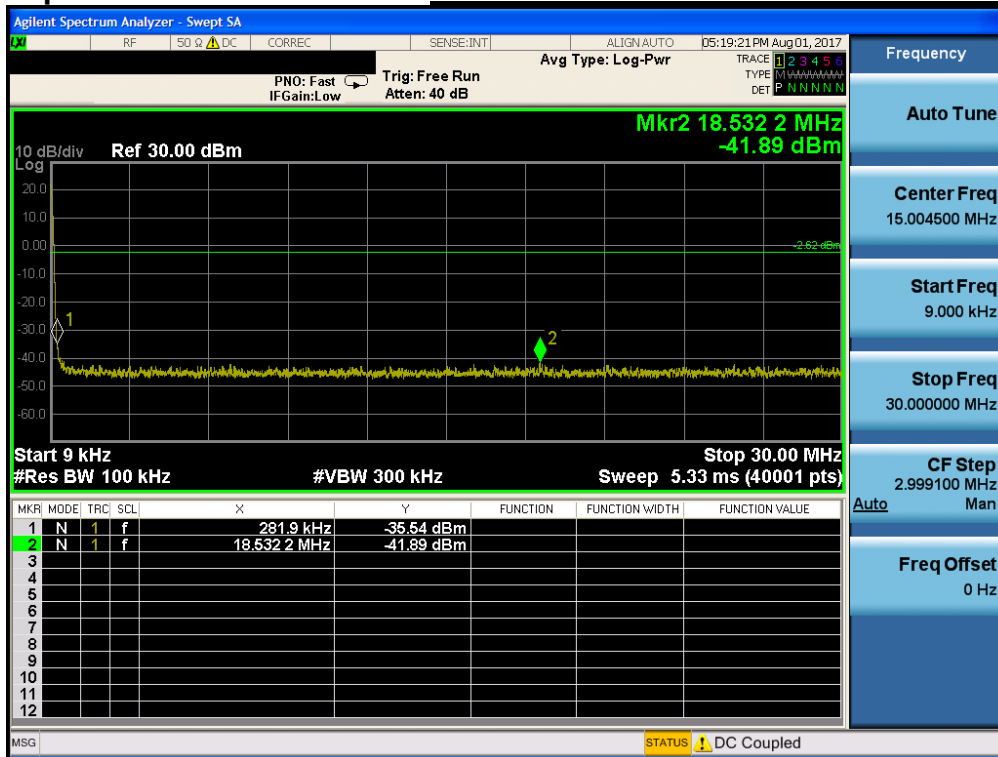 Agilent Spectrum Analyzer - Swept SA
LXI RF 50 Ω DC CORREC SENSE:INT ALIGN AUTO 05:19:21 PM Aug 01, 2017
Frequency
Avg Type: Log-Pwr
TRACE 1 2 3 4 5 6
TYPE M
DET P N N N N N
PNO: Fast
IFGain:Low
Trig: Free Run
Atten: 40 dB
Auto Tune
Mkr2 18.532 2 MHz
-41.89 dBm
10 dB/div Ref 30.00 dBm
Log
20.0
10.0
0.00
-10.0
-20.0
-30.0
-40.0
-50.0
-60.0
-2.62 dBm
1
2
Center Freq
15.004500 MHz
Start Freq
9.000 kHz
Stop Freq
30.000000 MHz
Start 9 kHz Stop 30.00 MHz
#Res BW 100 kHz #VBW 300 kHz Sweep 5.33 ms (40001 pts)
CF Step
2.999100 MHz
Auto Man
Freq Offset
0 Hz
MKR MODE TRC SCL X Y FUNCTION FUNCTION WIDTH FUNCTION VALUE
1 N 1 f 281.9 kHz -35.54 dBm
2 N 1 f 18.532 2 MHz -41.89 dBm
3
4
5
6
7
8
9
10
11
12
MSG STATUS DC Coupled